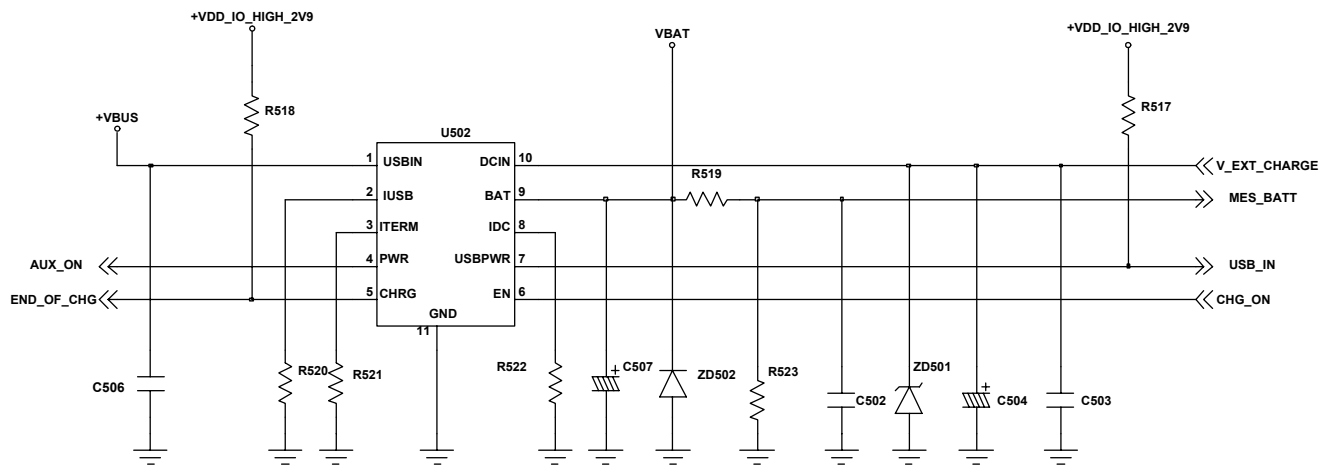 +VDD_IO_HIGH_2V9
VBAT
+VDD_IO_HIGH_2V9
R518
R517
+VBUS
U502
1 USBIN DCIN 10
V_EXT_CHARGE
R519
2 IUSB BAT 9
MES_BATT
3 ITERM IDC 8
AUX_ON
4 PWR USBPWR 7
USB_IN
END_OF_CHG
5 CHRG EN 6
CHG_ON
GND
11
C506
R520
R521
R522
+
C507
ZD502
R523
C502
ZD501
+
C504
C503